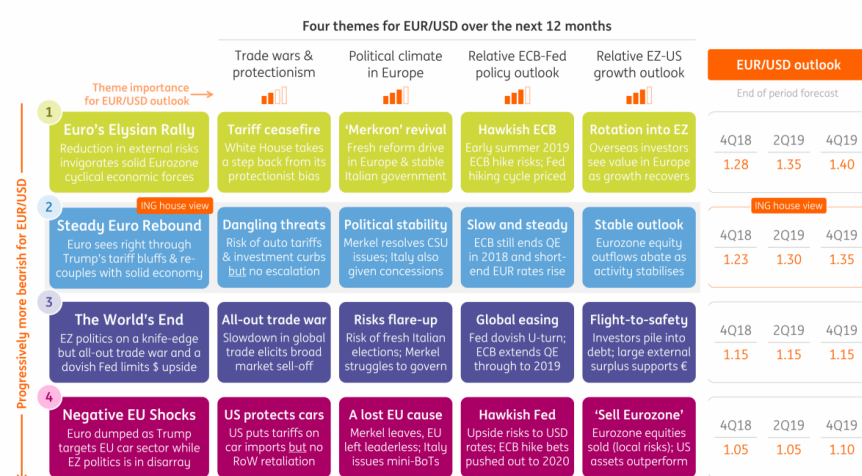 Four themes for EUR/USD over the next 12 months
Trade wars &
protectionism
Political climate
in Europe
Relative ECB-Fed
policy outlook
Relative EZ-US
growth outlook
EUR/USD outlook
End of period forecast
Theme importance
for EUR/USD outlook
Progressively more bearish for EUR/USD
1
Euro's Elysian Rally
Reduction in external risks
invigorates solid Eurozone
cyclical economic forces
Tariff ceasefire
White House takes
a step back from its
protectionist bias
'Merkron' revival
Fresh reform drive
in Europe & stable
Italian government
Hawkish ECB
Early summer 2019
ECB hike risks; Fed
hiking cycle priced
Rotation into EZ
Overseas investors
see value in Europe
as growth recovers
4Q18 2Q19 4Q19
1.28 1.35 1.40
2
ING house view
Steady Euro Rebound
Euro sees right through
Trump's tariff bluffs & re-
couples with solid economy
Dangling threats
Risk of auto tariffs
& investment curbs
but no escalation
Political stability
Merkel resolves CSU
issues; Italy also
given concessions
Slow and steady
ECB still ends QE
in 2018 and short-
end EUR rates rise
Stable outlook
Eurozone equity
outflows abate as
activity stabilises
ING house view
4Q18 2Q19 4Q19
1.23 1.30 1.35
3
The World's End
EZ politics on a knife-edge
but all-out trade war and a
dovish Fed limits $ upside
All-out trade war
Slowdown in global
trade elicits broad
market sell-off
Risks flare-up
Risk of fresh Italian
elections; Merkel
struggles to govern
Global easing
Fed dovish U-turn;
ECB extends QE
through to 2019
Flight-to-safety
Investors pile into
debt; large external
surplus supports €
4Q18 2Q19 4Q19
1.15 1.15 1.15
4
Negative EU Shocks
Euro dumped as Trump
targets EU car sector while
EZ politics is in disarray
US protects cars
US puts tariffs on
car imports but no
RoW retaliation
A lost EU cause
Merkel leaves, EU
left leaderless; Italy
issues mini-BoTs
Hawkish Fed
Upside risks to USD
rates; ECB hike bets
pushed out to 2020
'Sell Eurozone'
Eurozone equities
sold (local risks); US
assets outperform
4Q18 2Q19 4Q19
1.05 1.05 1.10